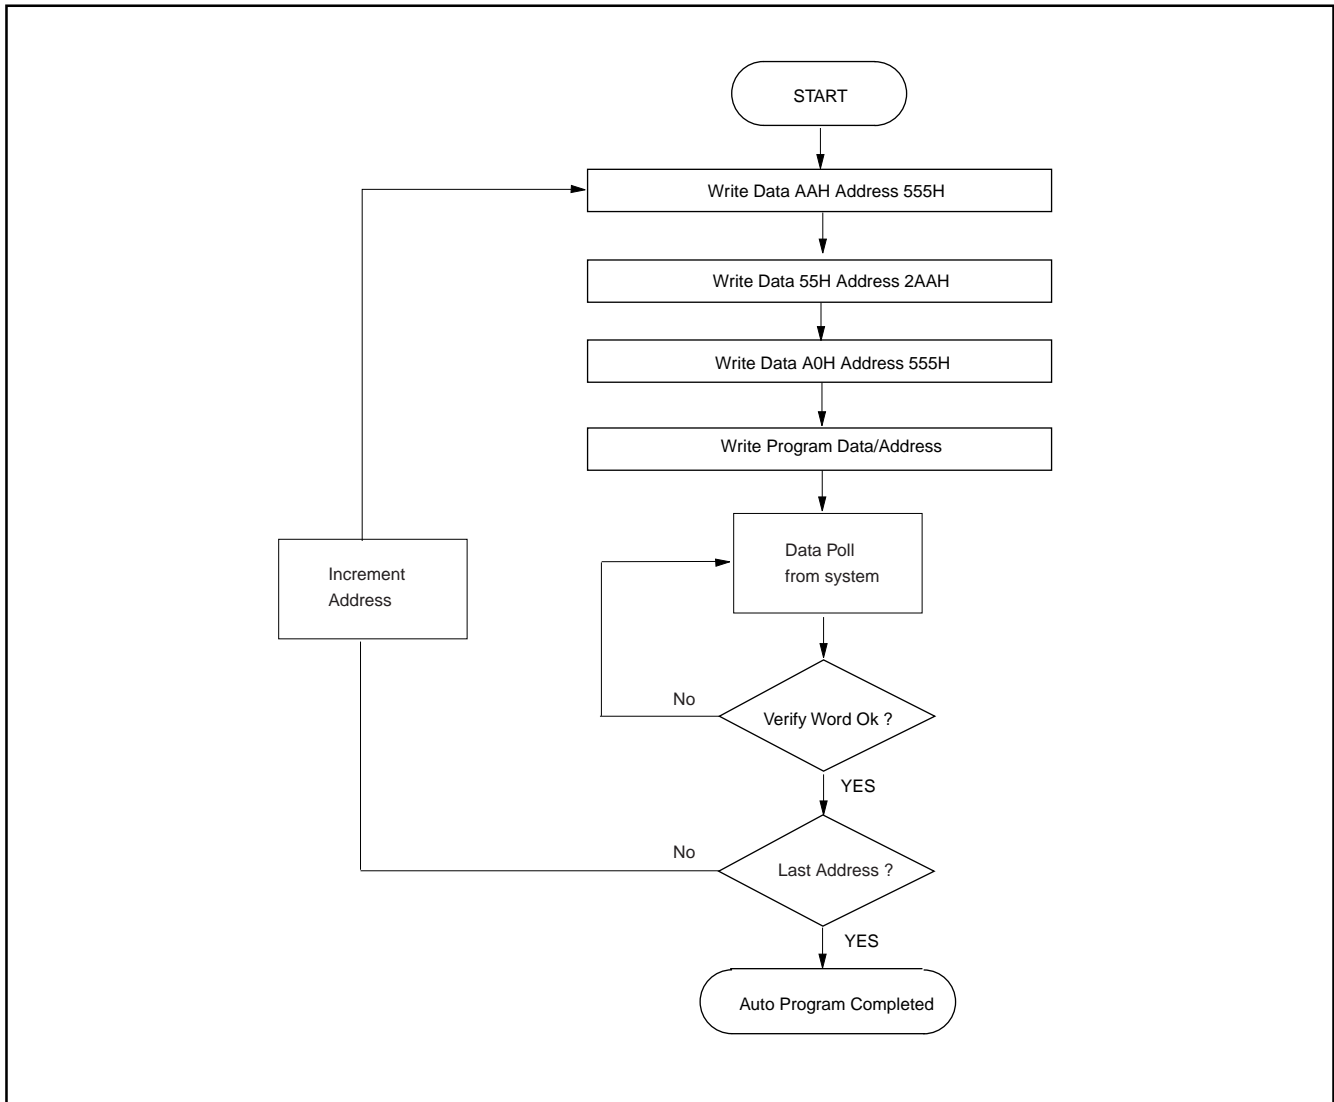 START
Write Data AAH Address 555H
Write Data 55H Address 2AAH
Write Data A0H Address 555H
Write Program Data/Address
Data Poll
from system
Increment
Address
No
Verify Word Ok ?
YES
No
Last Address ?
YES
Auto Program Completed